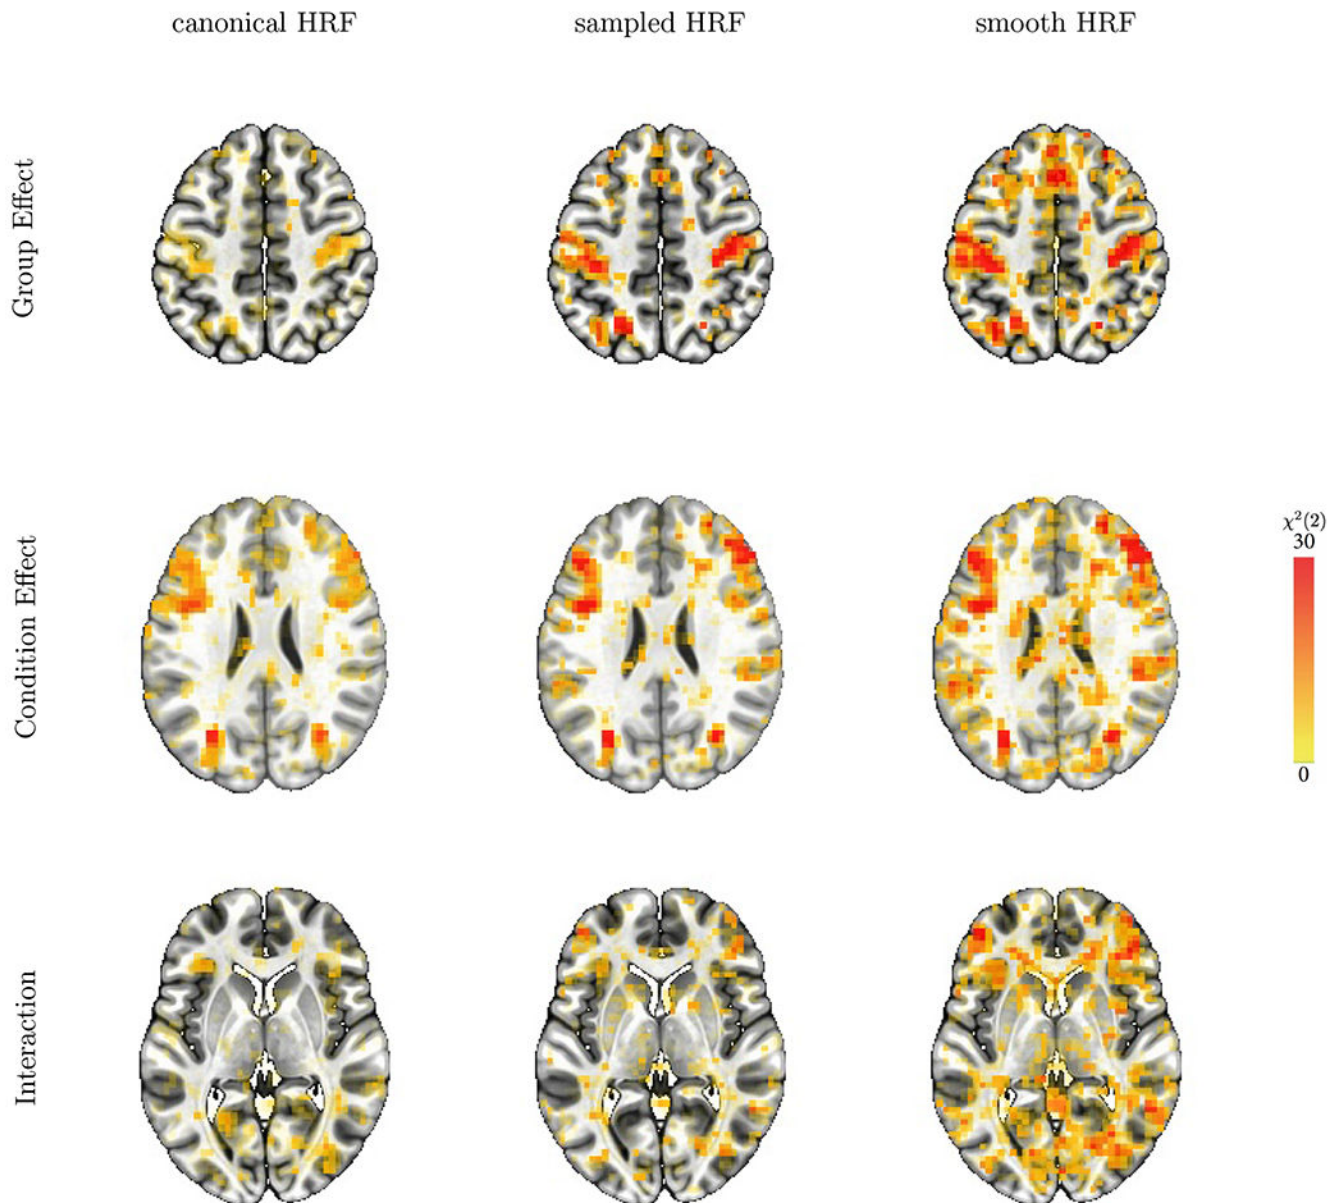 canonical HRF
sampled HRF
smooth HRF
Group Effect
Condition Effect
χ²(2)
30
0
Interaction